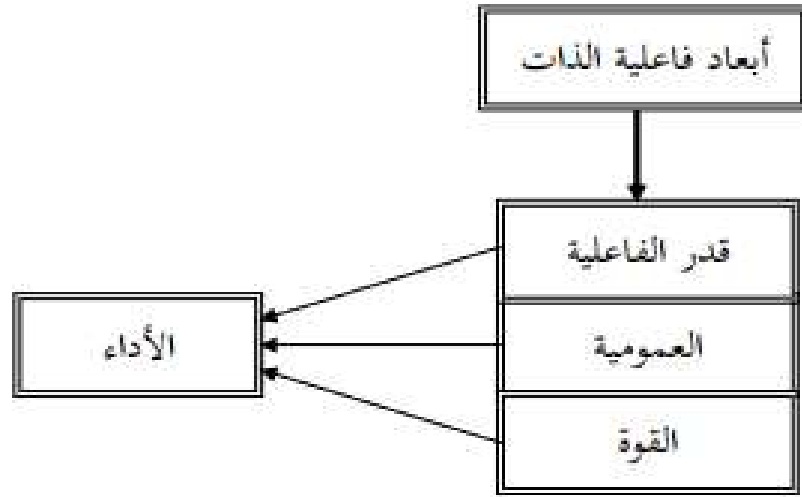 أبعاد فاعلية الذات
قدر الفاعلية
العمومية
الأداء
القوة